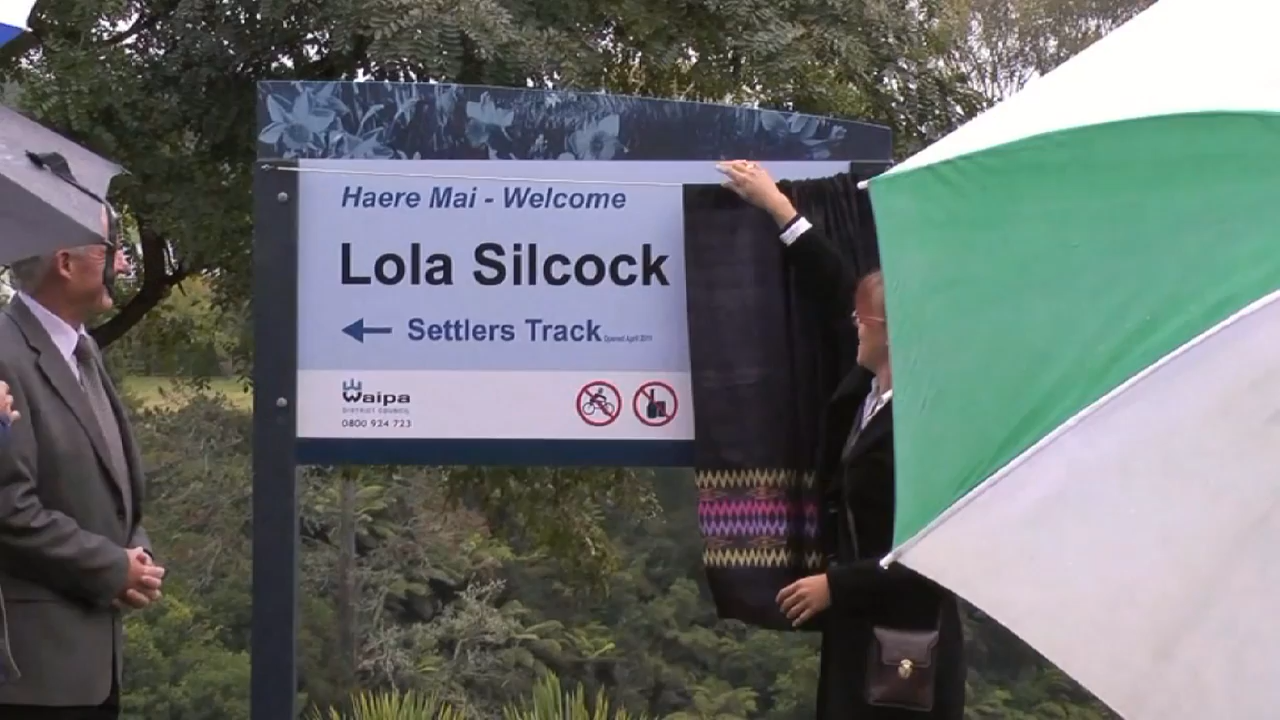 Haere Mai - Welcome
Lola Silcock
Settlers Track Opened April 2011
Waipa
DISTRICT COUNCIL
0800 924 723